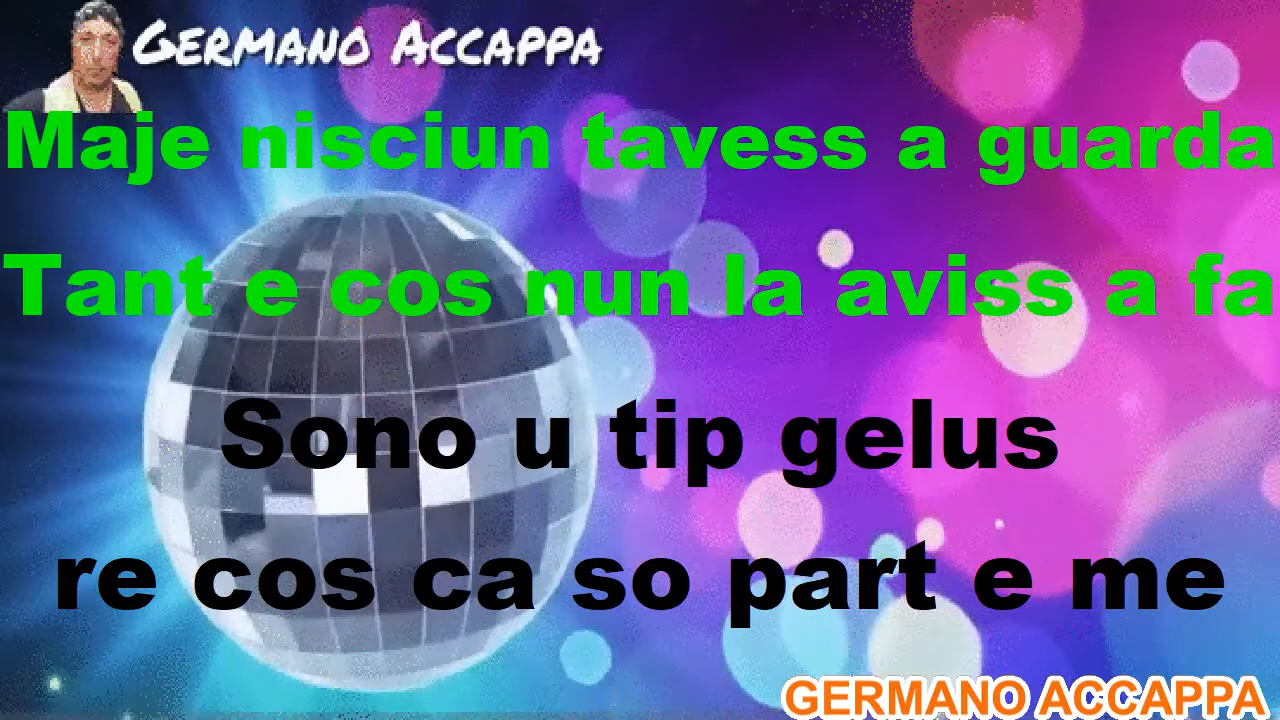 GERMANO ACCAPPA
Maje nisciun tavess a guarda
Tant e cos nun la aviss a fa
Sono u tip gelus
re cos ca so part e me
GERMANO ACCAPPA